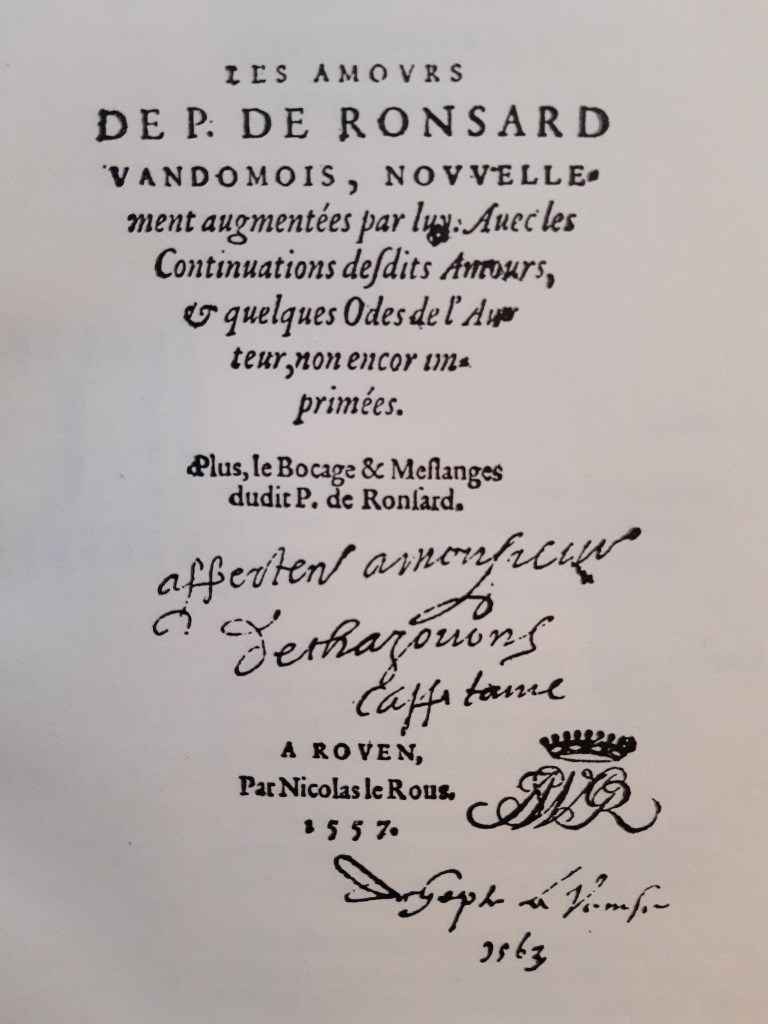 LES AMOVRS
DE P. DE RONSARD
VANDOMOIS, NOVVELLE-
ment augmentées par luy: Auec les
Continuations deſdits Amours,
& quelques Odes de l'Au-
teur, non encor im-
primées.
Plus, le Bocage & Meſlanges
dudit P. de Ronſard.
amonsieur
Cappitaine
A ROVEN,
Par Nicolas le Rous.
1557.
1563